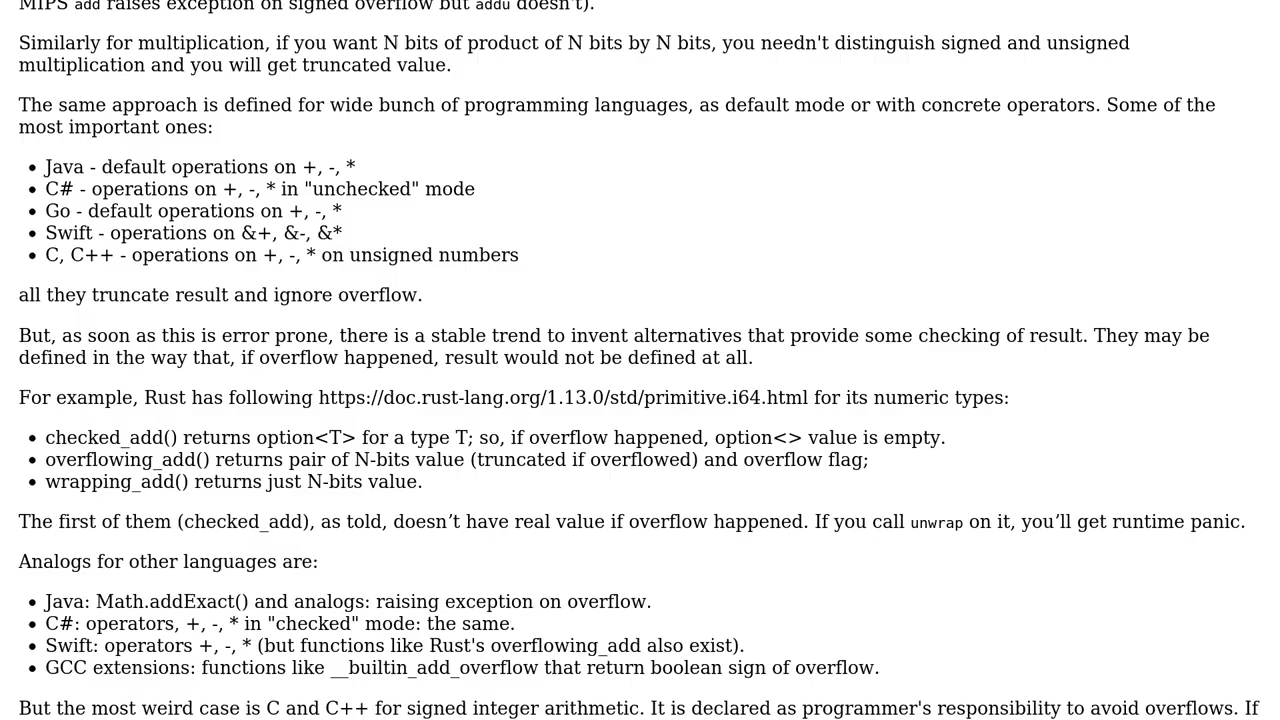 MIPS add raises exception on signed overflow but addu doesn't).
Similarly for multiplication, if you want N bits of product of N bits by N bits, you needn't distinguish signed and unsigned
multiplication and you will get truncated value.
The same approach is defined for wide bunch of programming languages, as default mode or with concrete operators. Some of the
most important ones:
• Java - default operations on +, -, *
• C# - operations on +, -, * in "unchecked" mode
• Go - default operations on +, -, *
• Swift - operations on &+, &-, &*
• C, C++ - operations on +, -, * on unsigned numbers
all they truncate result and ignore overflow.
But, as soon as this is error prone, there is a stable trend to invent alternatives that provide some checking of result. They may be
defined in the way that, if overflow happened, result would not be defined at all.
For example, Rust has following https://doc.rust-lang.org/1.13.0/std/primitive.i64.html for its numeric types:
• checked_add() returns option<T> for a type T; so, if overflow happened, option<> value is empty.
• overflowing_add() returns pair of N-bits value (truncated if overflowed) and overflow flag;
• wrapping_add() returns just N-bits value.
The first of them (checked_add), as told, doesn’t have real value if overflow happened. If you call unwrap on it, you’ll get runtime panic.
Analogs for other languages are:
• Java: Math.addExact() and analogs: raising exception on overflow.
• C#: operators, +, -, * in "checked" mode: the same.
• Swift: operators +, -, * (but functions like Rust's overflowing_add also exist).
• GCC extensions: functions like __builtin_add_overflow that return boolean sign of overflow.
But the most weird case is C and C++ for signed integer arithmetic. It is declared as programmer's responsibility to avoid overflows. If